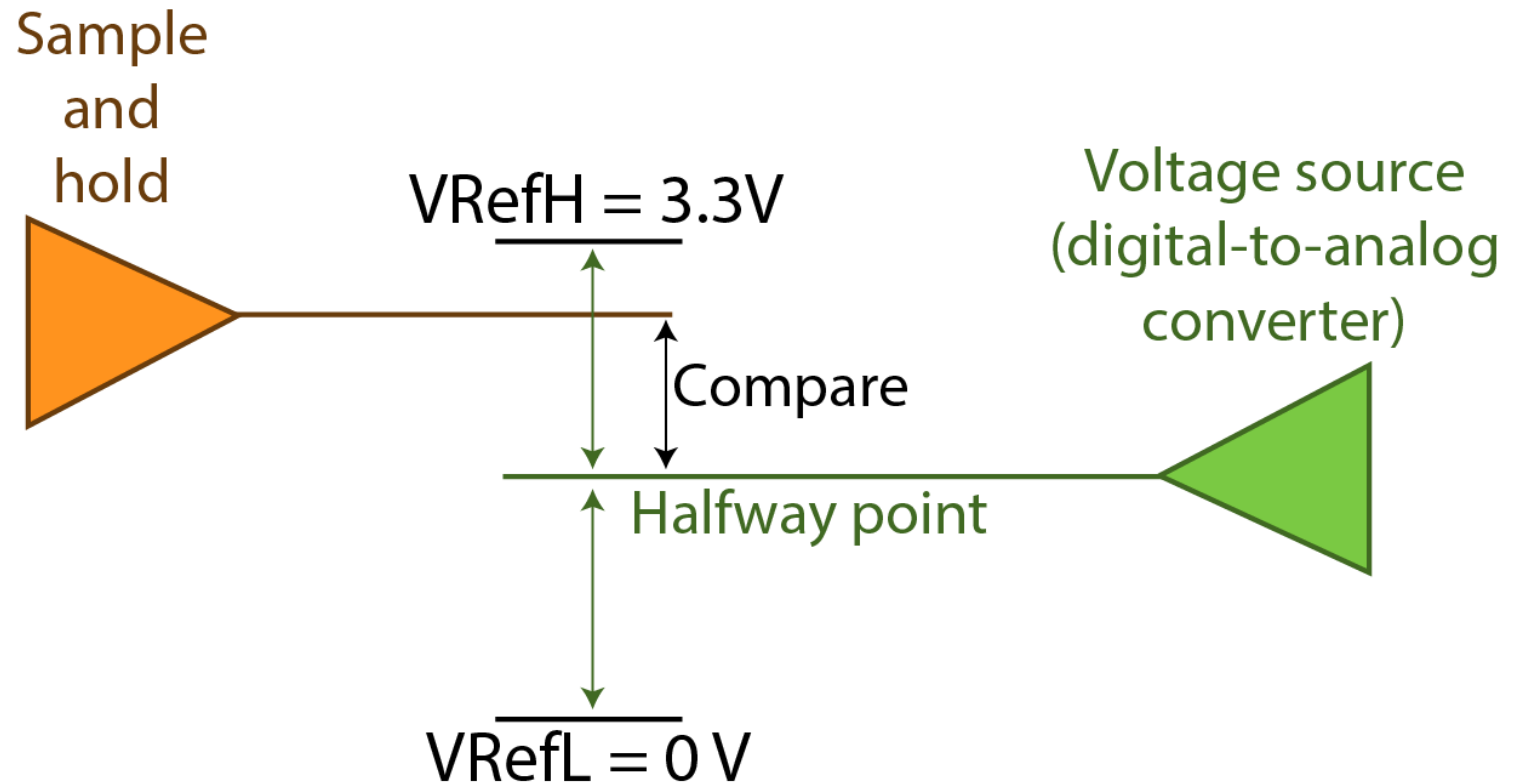 Sample
and
hold
VRefH = 3.3V
Voltage source
(digital-to-analog
converter)
Compare
Halfway point
VRefL = 0 V